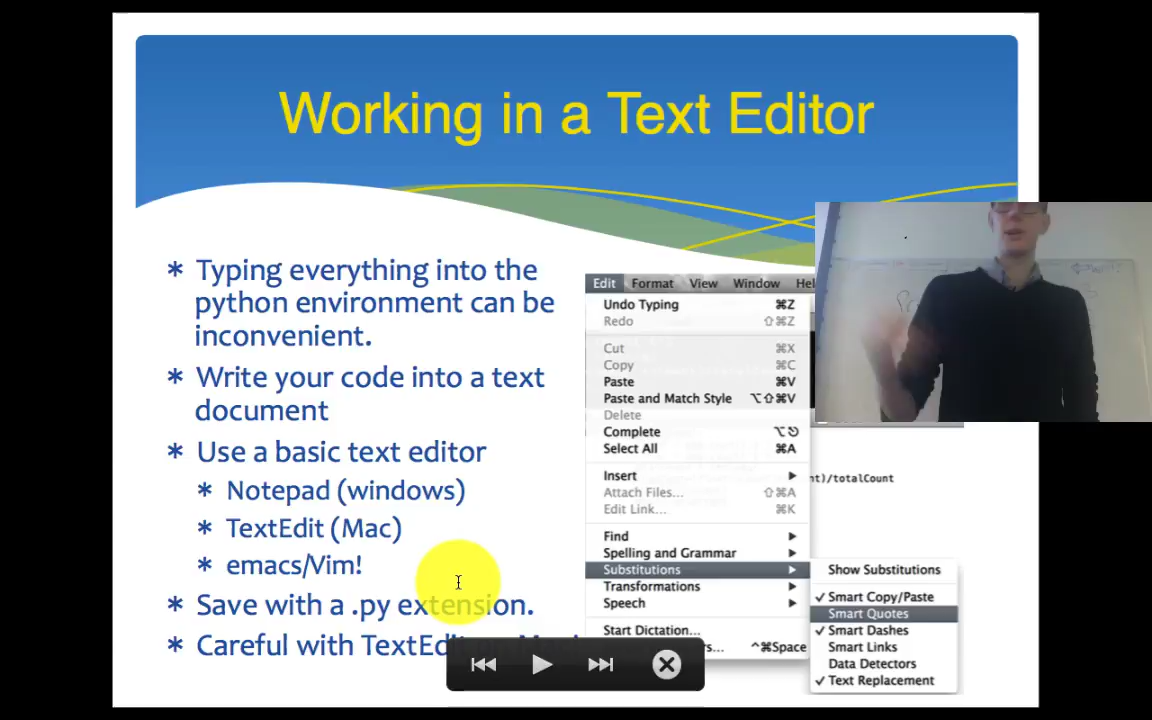 Working in a Text Editor
* Typing everything into the
python environment can be
inconvenient.
* Write your code into a text
document
* Use a basic text editor
* Notepad (windows)
* TextEdit (Mac)
* emacs/Vim!
* Save with a .py extension.
* Careful with TextEdit
Edit Format View Window Hel
Undo Typing ⌘Z
Redo ⇧⌘Z
Cut ⌘X
Copy ⌘C
Paste ⌘V
Paste and Match Style ⌥⇧⌘V
Delete
Complete ⌥⎋
Select All ⌘A
Insert
Attach Files... ⇧⌘A
Edit Link... ⌘K
Find
Spelling and Grammar
Substitutions
Transformations
Speech
Start Dictation...
^⌘Space
nt)/totalCount
Show Substitutions
✓ Smart Copy/Paste
Smart Quotes
✓ Smart Dashes
Smart Links
Data Detectors
✓ Text Replacement